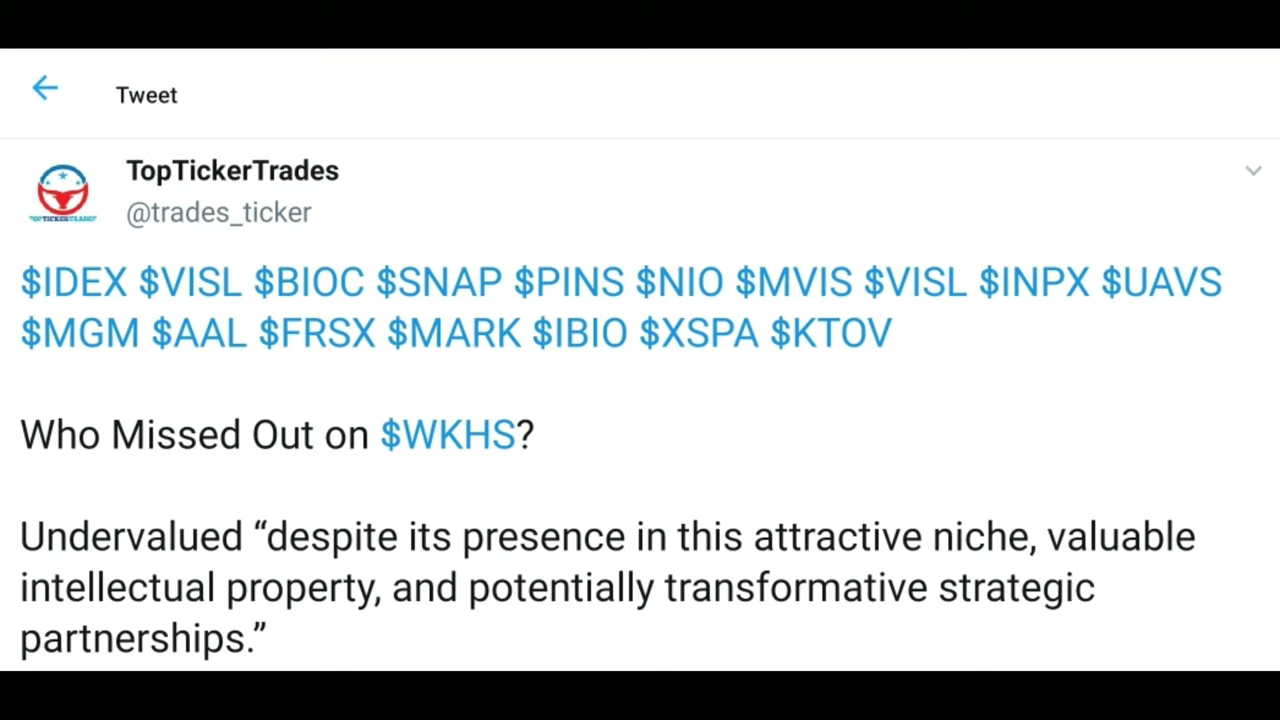 Tweet
TopTickerTrades
@trades_ticker
TOPTICKERTRADES
$IDEX $VISL $BIOC $SNAP $PINS $NIO $MVIS $VISL $INPX $UAVS
$MGM $AAL $FRSX $MARK $IBIO $XSPA $KTOV
Who Missed Out on $WKHS?
Undervalued “despite its presence in this attractive niche, valuable
intellectual property, and potentially transformative strategic
partnerships.”